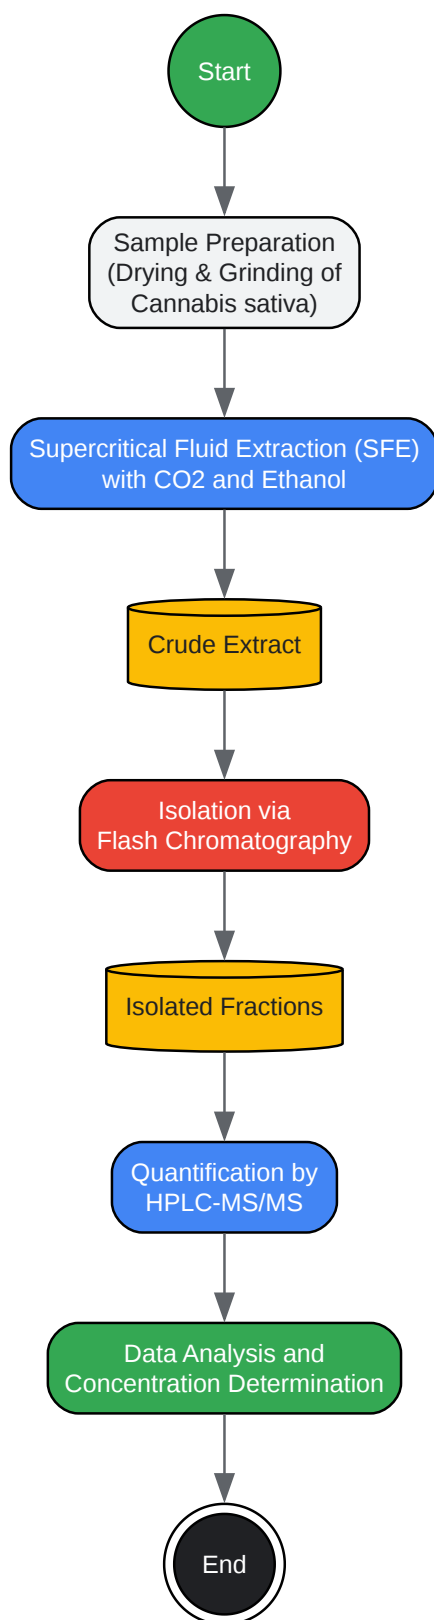 Start
Sample Preparation
(Drying & Grinding of
Cannabis sativa)
Supercritical Fluid Extraction (SFE)
with CO2 and Ethanol
Crude Extract
Isolation via
Flash Chromatography
Isolated Fractions
Quantification by
HPLC-MS/MS
Data Analysis and
Concentration Determination
End